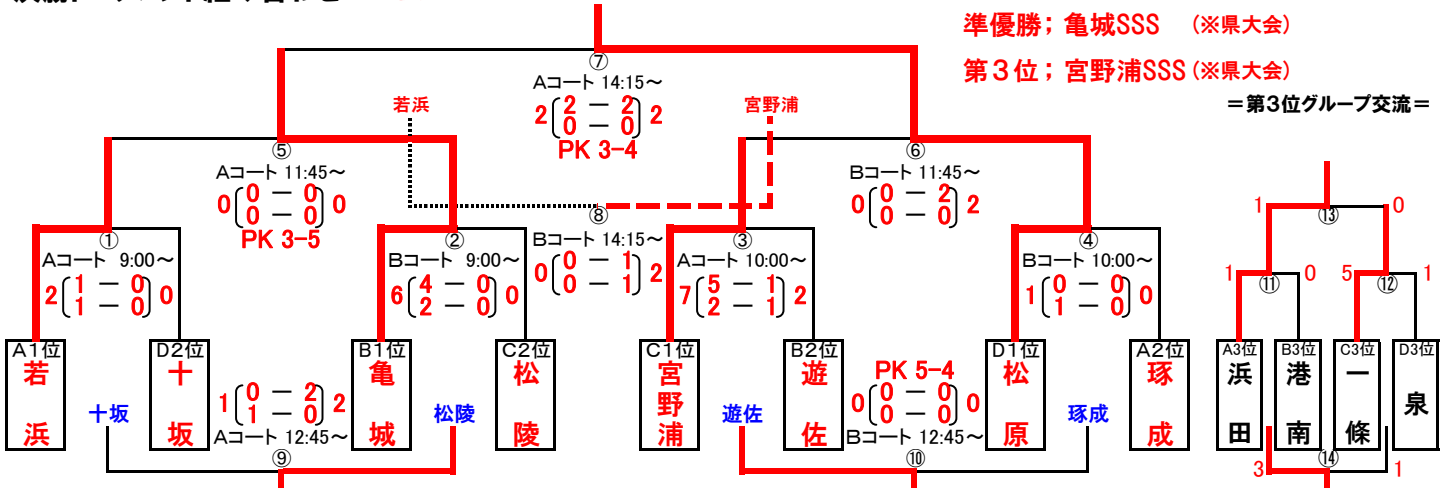 準優勝; 亀城SSS (※県大会)
第3位; 宮野浦SSS (※県大会)
=第3位グループ交流=
⑦
Aコート 14:15~
2 2 - 2 2
0 - 0
PK 3-4
若浜
宮野浦
⑤
Aコート 11:45~
0 0 - 0 0
0 - 0
PK 3-5
⑥
Bコート 11:45~
0 0 - 2 2
0 - 0
⑧
Bコート 14:15~
0 0 - 1 2
0 - 1
①
Aコート 9:00~
2 1 - 0 0
1 - 0
②
Bコート 9:00~
6 4 - 0 0
2 - 0
③
Aコート 10:00~
7 5 - 1 2
2 - 1
④
Bコート 10:00~
1 0 - 0 0
1 - 0
A1位
若浜
D2位
十坂
B1位
亀城
C2位
松陵
C1位
宮野浦
B2位
遊佐
D1位
松原
A2位
琢成
十坂
1 0 - 2 2
1 - 0
Aコート 12:45~
松陵
⑨
遊佐
PK 5-4
0 0 - 0 0
0 - 0
Bコート 12:45~
琢成
⑩
1 ⑬ 0
1 ⑪ 0
5 ⑫ 1
A3位
浜田
B3位
港南
C3位
一條
D3位
泉
3 ⑭ 1